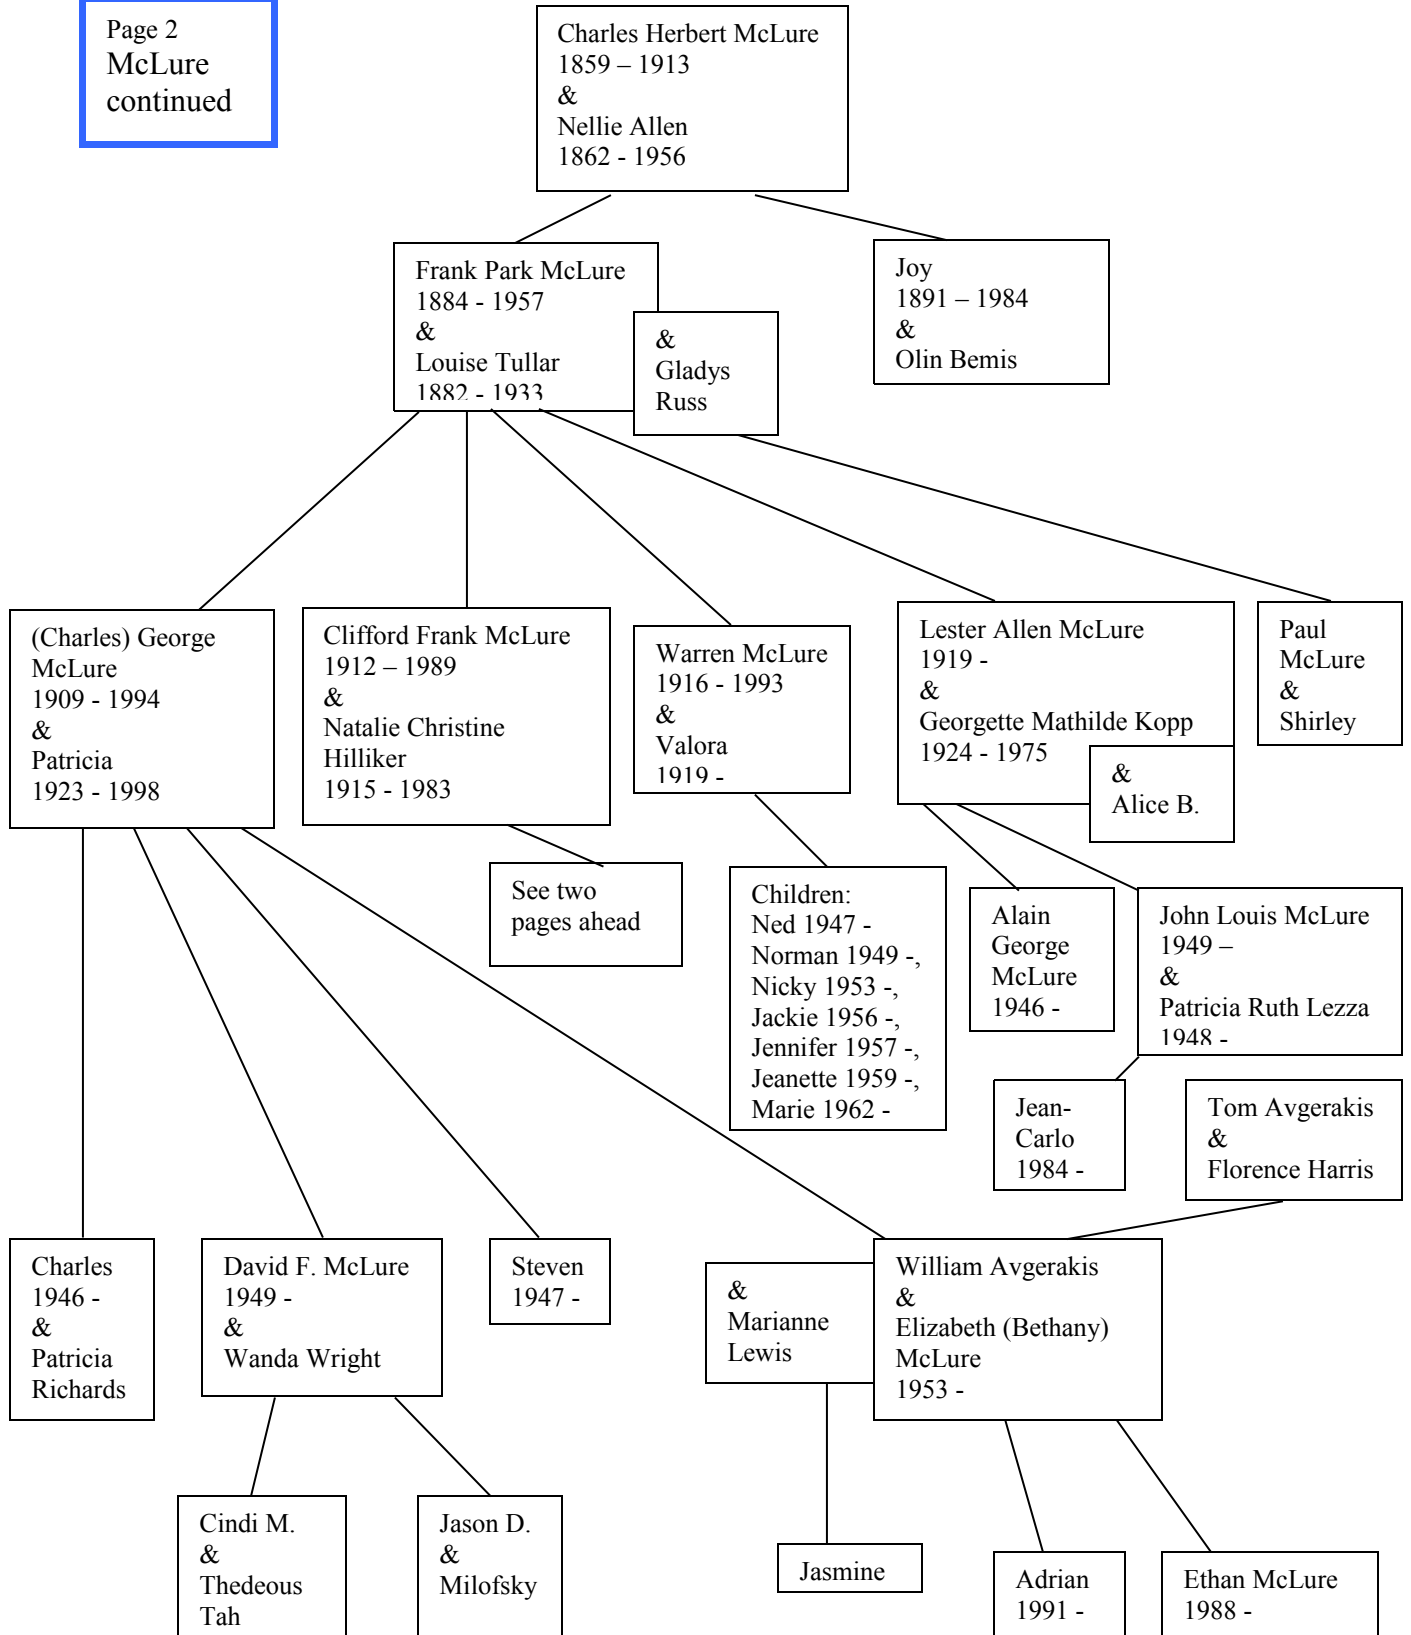 Page 2
McLure
continued
Charles Herbert McLure
1859 – 1913
&
Nellie Allen
1862 - 1956
Frank Park McLure
1884 - 1957
&
Louise Tullar
1882 - 1933
&
Gladys
Russ
Joy
1891 – 1984
&
Olin Bemis
(Charles) George
McLure
1909 - 1994
&
Patricia
1923 - 1998
Clifford Frank McLure
1912 – 1989
&
Natalie Christine
Hilliker
1915 - 1983
Warren McLure
1916 - 1993
&
Valora
1919 -
Lester Allen McLure
1919 -
&
Georgette Mathilde Kopp
1924 - 1975
&
Alice B.
Paul
McLure
&
Shirley
See two
pages ahead
Children:
Ned 1947 -
Norman 1949 -,
Nicky 1953 -,
Jackie 1956 -,
Jennifer 1957 -,
Jeanette 1959 -,
Marie 1962 -
Alain
George
McLure
1946 -
John Louis McLure
1949 –
&
Patricia Ruth Lezza
1948 -
Jean-
Carlo
1984 -
Tom Avgerakis
&
Florence Harris
Charles
1946 -
&
Patricia
Richards
David F. McLure
1949 -
&
Wanda Wright
Steven
1947 -
&
Marianne
Lewis
William Avgerakis
&
Elizabeth (Bethany)
McLure
1953 -
Cindi M.
&
Thedeous
Tah
Jason D.
&
Milofsky
Jasmine
Adrian
1991 -
Ethan McLure
1988 -